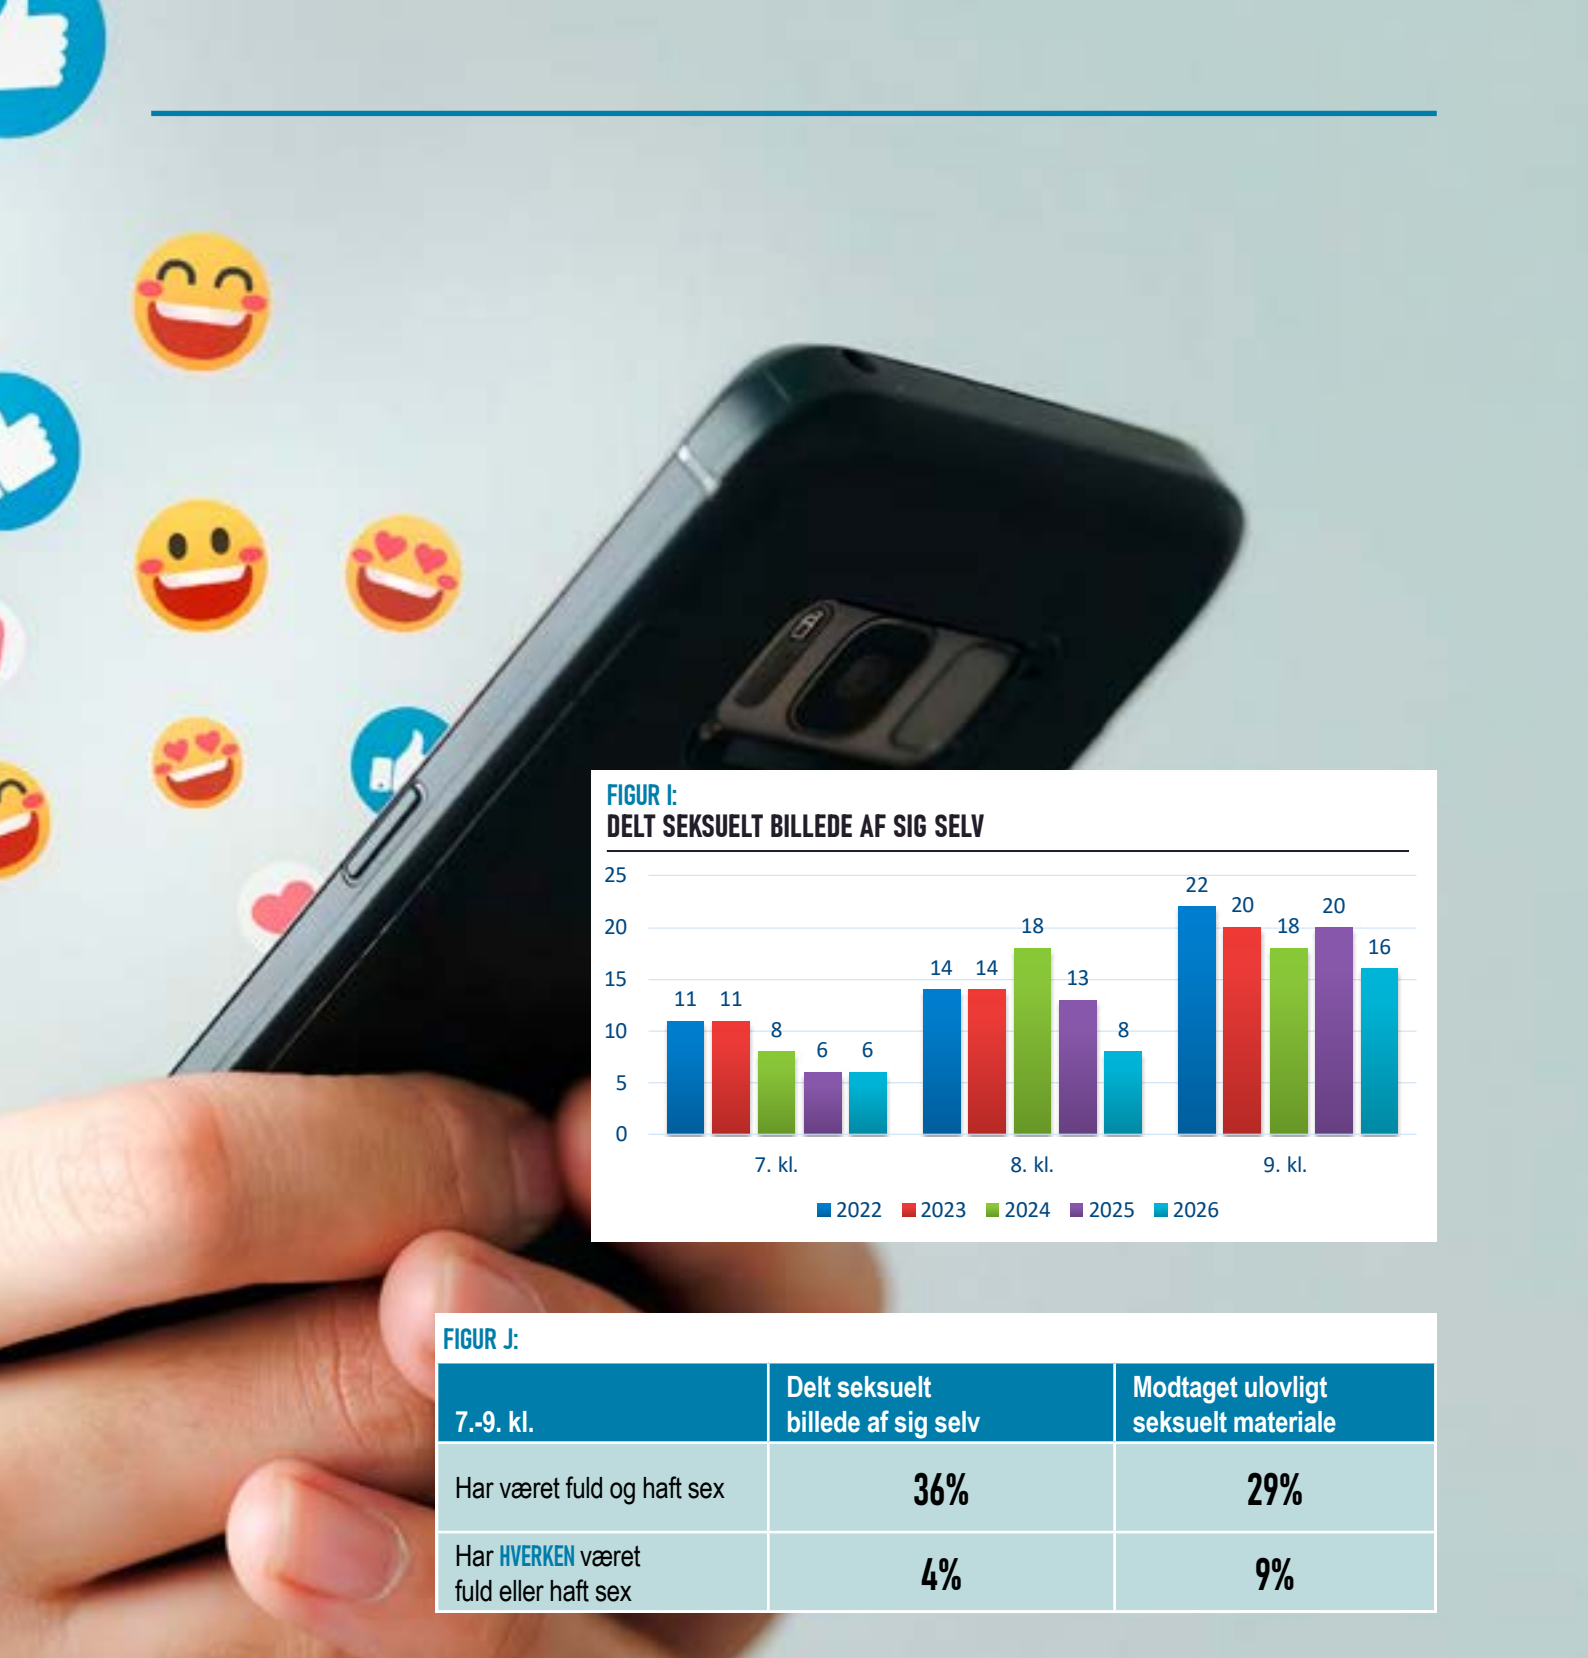 FIGUR I:
DELT SEKSUELT BILLEDE AF SIG SELV
25
20
15
10
5
0
11 11 8 6 6
14 14 18 13 8
22 20 18 20 16
7. kl. 8. kl. 9. kl.
2022 2023 2024 2025 2026
FIGUR J:
7.-9. kl.
Delt seksuelt
billede af sig selv
Modtaget ulovligt
seksuelt materiale
Har været fuld og haft sex
36%
29%
Har HVERKEN været
fuld eller haft sex
4%
9%